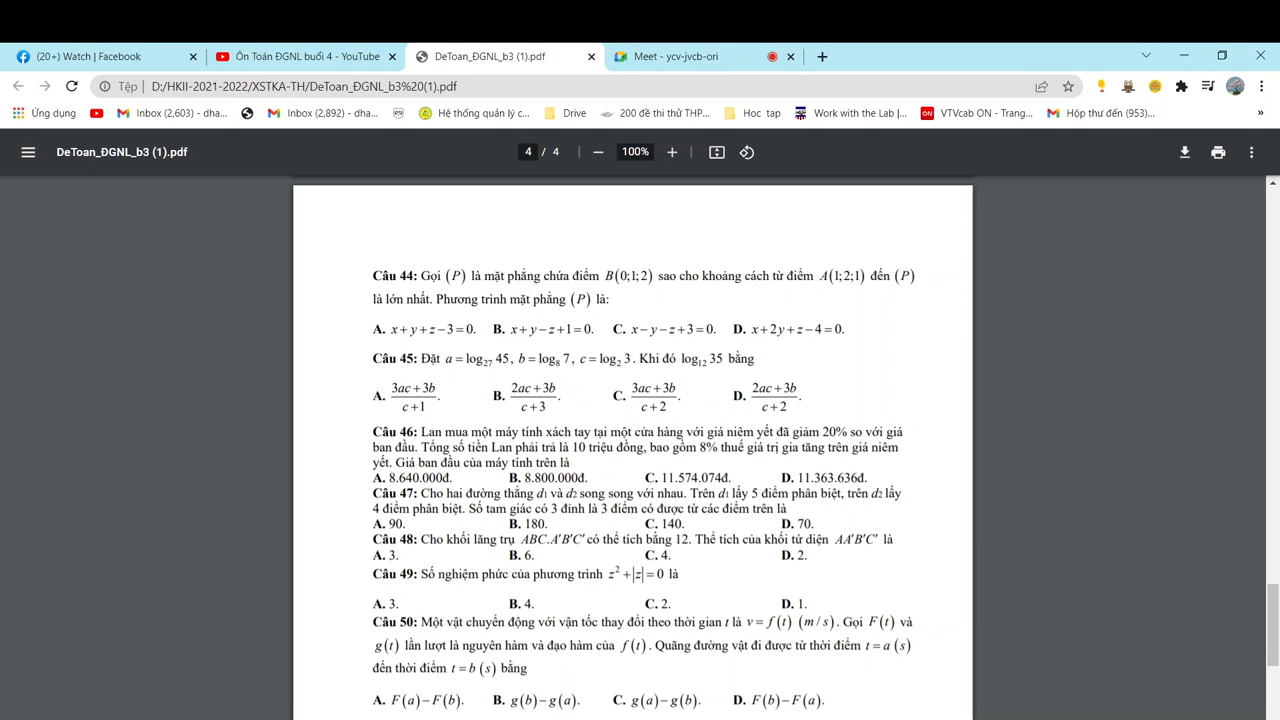 (20+) Watch | Facebook
Ôn Toán ĐGNL buổi 4 - YouTube
DeToan_ĐGNL_b3 (1).pdf
Meet - ycv-jvcb-ori
Tệp | D:/HKII-2021-2022/XSTKA-TH/DeToan_ĐGNL_b3%20(1).pdf
Ứng dụng
Inbox (2,603) - dha...
Inbox (2,892) - dha...
Hệ thống quản lý c...
Drive
200 đề thi thử THP...
Hoc tap
Work with the Lab |...
ON VTVcab ON - Trang...
Hộp thư đến (953)...
»
DeToan_ĐGNL_b3 (1).pdf
4 / 4
100%
Câu 44: Gọi (P) là mặt phẳng chứa điểm B(0;1;2) sao cho khoảng cách từ điểm A(1;2;1) đến (P)
là lớn nhất. Phương trình mặt phẳng (P) là:
A. x+y+z−3=0. B. x+y−z+1=0. C. x−y−z+3=0. D. x+2y+z−4=0.
Câu 45: Đặt a = log₂₇ 45, b = log₈ 7, c = log₂ 3. Khi đó log₁₂ 35 bằng
A. (3ac+3b)/(c+1). B. (2ac+3b)/(c+3). C. (3ac+3b)/(c+2). D. (2ac+3b)/(c+2).
Câu 46: Lan mua một máy tính xách tay tại một cửa hàng với giá niêm yết đã giảm 20% so với giá
ban đầu. Tổng số tiền Lan phải trả là 10 triệu đồng, bao gồm 8% thuế giá trị gia tăng trên giá niêm
yết. Giá ban đầu của máy tính trên là
A. 8.640.000đ. B. 8.800.000đ. C. 11.574.074đ. D. 11.363.636đ.
Câu 47: Cho hai đường thẳng d₁ và d₂ song song với nhau. Trên d₁ lấy 5 điểm phân biệt, trên d₂ lấy
4 điểm phân biệt. Số tam giác có 3 đỉnh là 3 điểm có được từ các điểm trên là
A. 90. B. 180. C. 140. D. 70.
Câu 48: Cho khối lăng trụ ABC.A'B'C' có thể tích bằng 12. Thể tích của khối tứ diện AA'B'C' là
A. 3. B. 6. C. 4. D. 2.
Câu 49: Số nghiệm phức của phương trình z² + |z| = 0 là
A. 3. B. 4. C. 2. D. 1.
Câu 50: Một vật chuyển động với vận tốc thay đổi theo thời gian t là v = f(t) (m/s). Gọi F(t) và
g(t) lần lượt là nguyên hàm và đạo hàm của f(t). Quãng đường vật đi được từ thời điểm t = a (s)
đến thời điểm t = b (s) bằng
A. F(a)−F(b). B. g(b)−g(a). C. g(a)−g(b). D. F(b)−F(a).